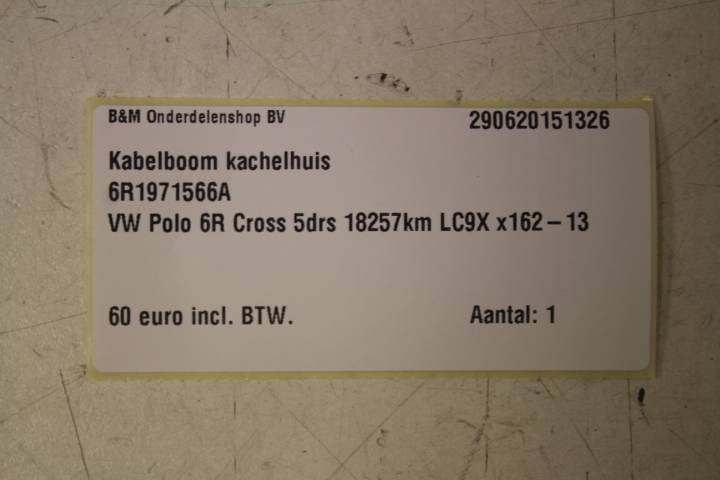 B&M Onderdelenshop BV 290620151326
Kabelboom kachelhuis
6R1971566A
VW Polo 6R Cross 5drs 18257km LC9X x162-13
60 euro incl. BTW. Aantal: 1